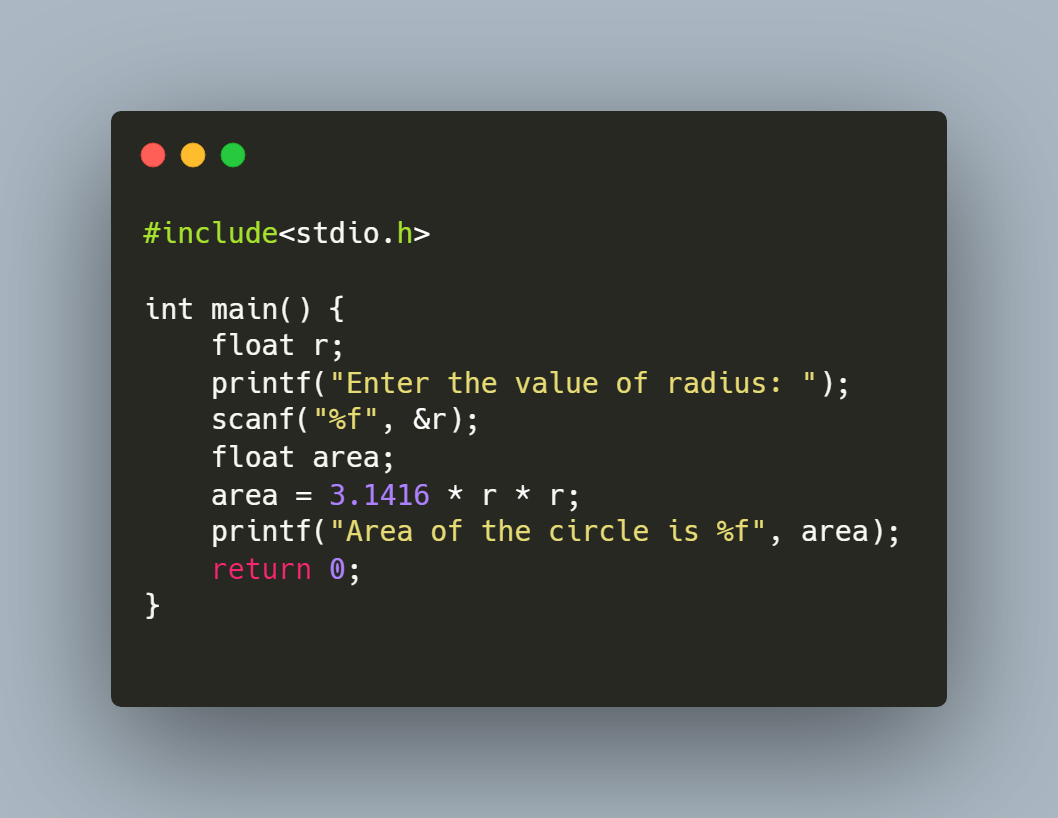 #include<stdio.h>

int main() {
    float r;
    printf("Enter the value of radius: ");
    scanf("%f", &r);
    float area;
    area = 3.1416 * r * r;
    printf("Area of the circle is %f", area);
    return 0;
}